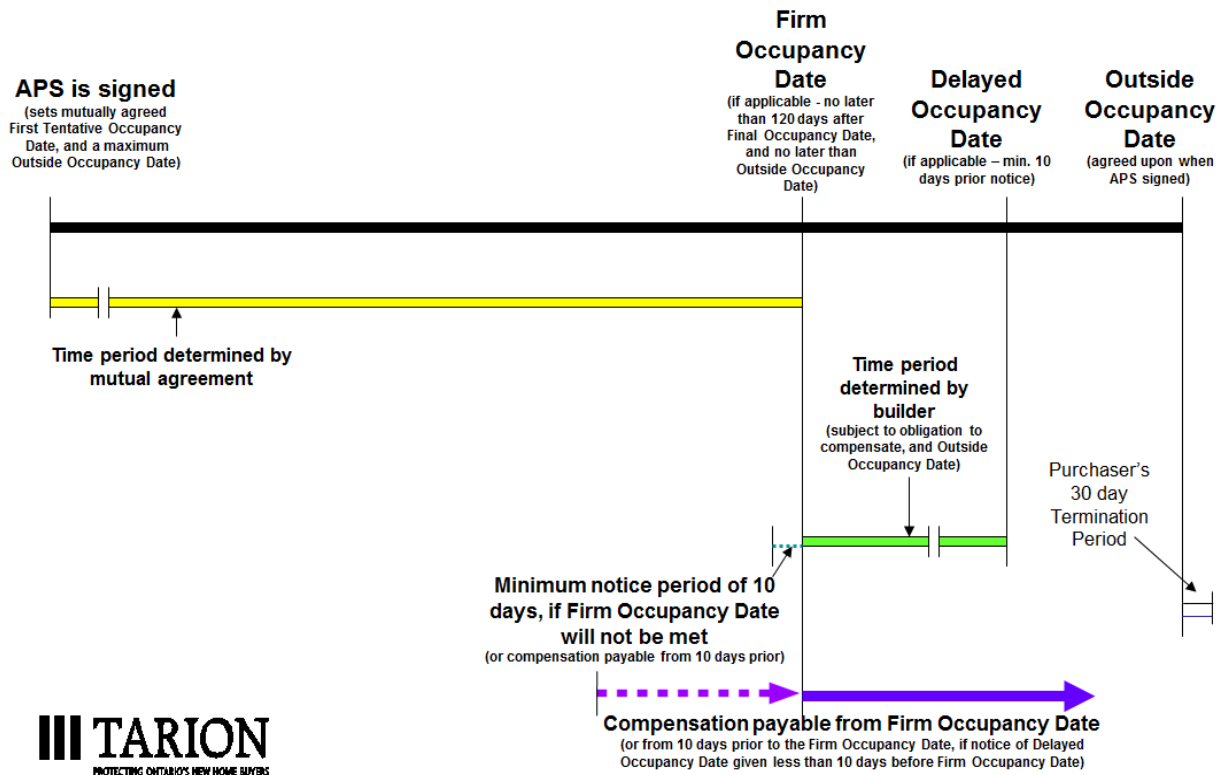 APS is signed
(sets mutually agreed
First Tentative Occupancy
Date, and a maximum
Outside Occupancy Date)
Firm
Occupancy
Date
(if applicable - no later
than 120 days after
Final Occupancy Date,
and no later than
Outside Occupancy
Date)
Delayed
Occupancy
Date
(if applicable – min. 10
days prior notice)
Outside
Occupancy
Date
(agreed upon when
APS signed)
Time period determined by
mutual agreement
Time period
determined by
builder
(subject to obligation to
compensate, and Outside
Occupancy Date)
Purchaser's
30 day
Termination
Period
Minimum notice period of 10
days, if Firm Occupancy Date
will not be met
(or compensation payable from 10 days prior)
Compensation payable from Firm Occupancy Date
(or from 10 days prior to the Firm Occupancy Date, if notice of Delayed
Occupancy Date given less than 10 days before Firm Occupancy Date)
TARION
PROTECTING ONTARIO'S NEW HOME BUYERS